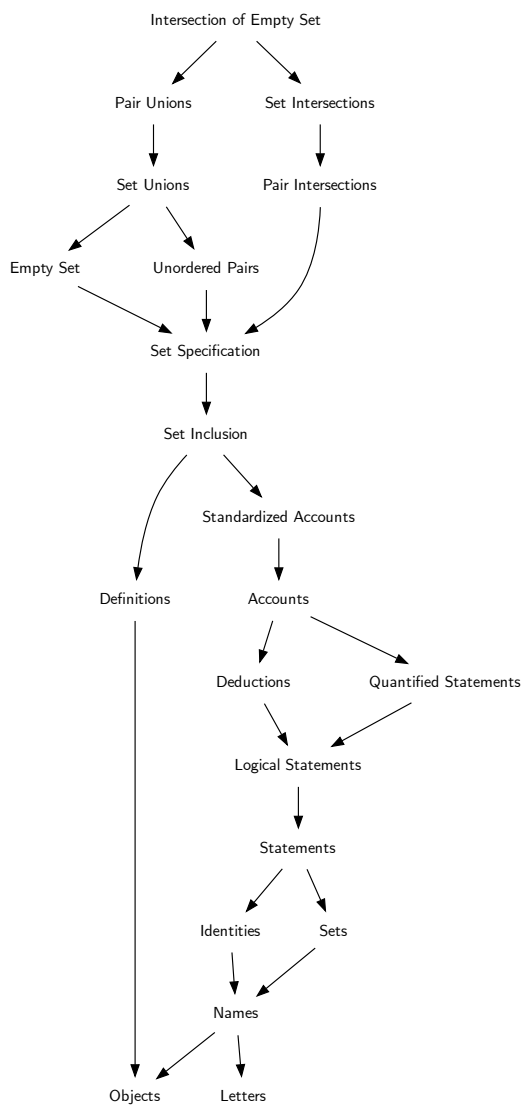 Intersection of Empty Set
Pair Unions
Set Intersections
Set Unions
Pair Intersections
Empty Set
Unordered Pairs
Set Specification
Set Inclusion
Standardized Accounts
Definitions
Accounts
Deductions
Quantified Statements
Logical Statements
Statements
Identities
Sets
Names
Objects
Letters